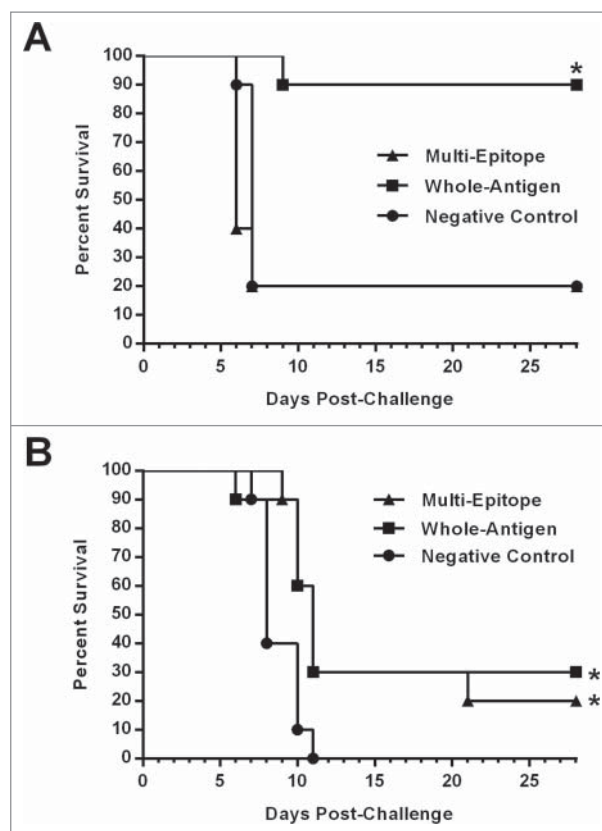 A
100
90
80
70
60
50
40
30
20
10
0
Percent Survival
*
Multi-Epitope
Whole-Antigen
Negative Control
0 5 10 15 20 25
Days Post-Challenge
B
100
90
80
70
60
50
40
30
20
10
0
Percent Survival
Multi-Epitope
Whole-Antigen
Negative Control
*
*
0 5 10 15 20 25
Days Post-Challenge